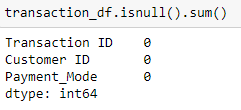 transaction_df.isnull().sum()
Transaction ID    0
Customer ID       0
Payment_Mode      0
dtype: int64